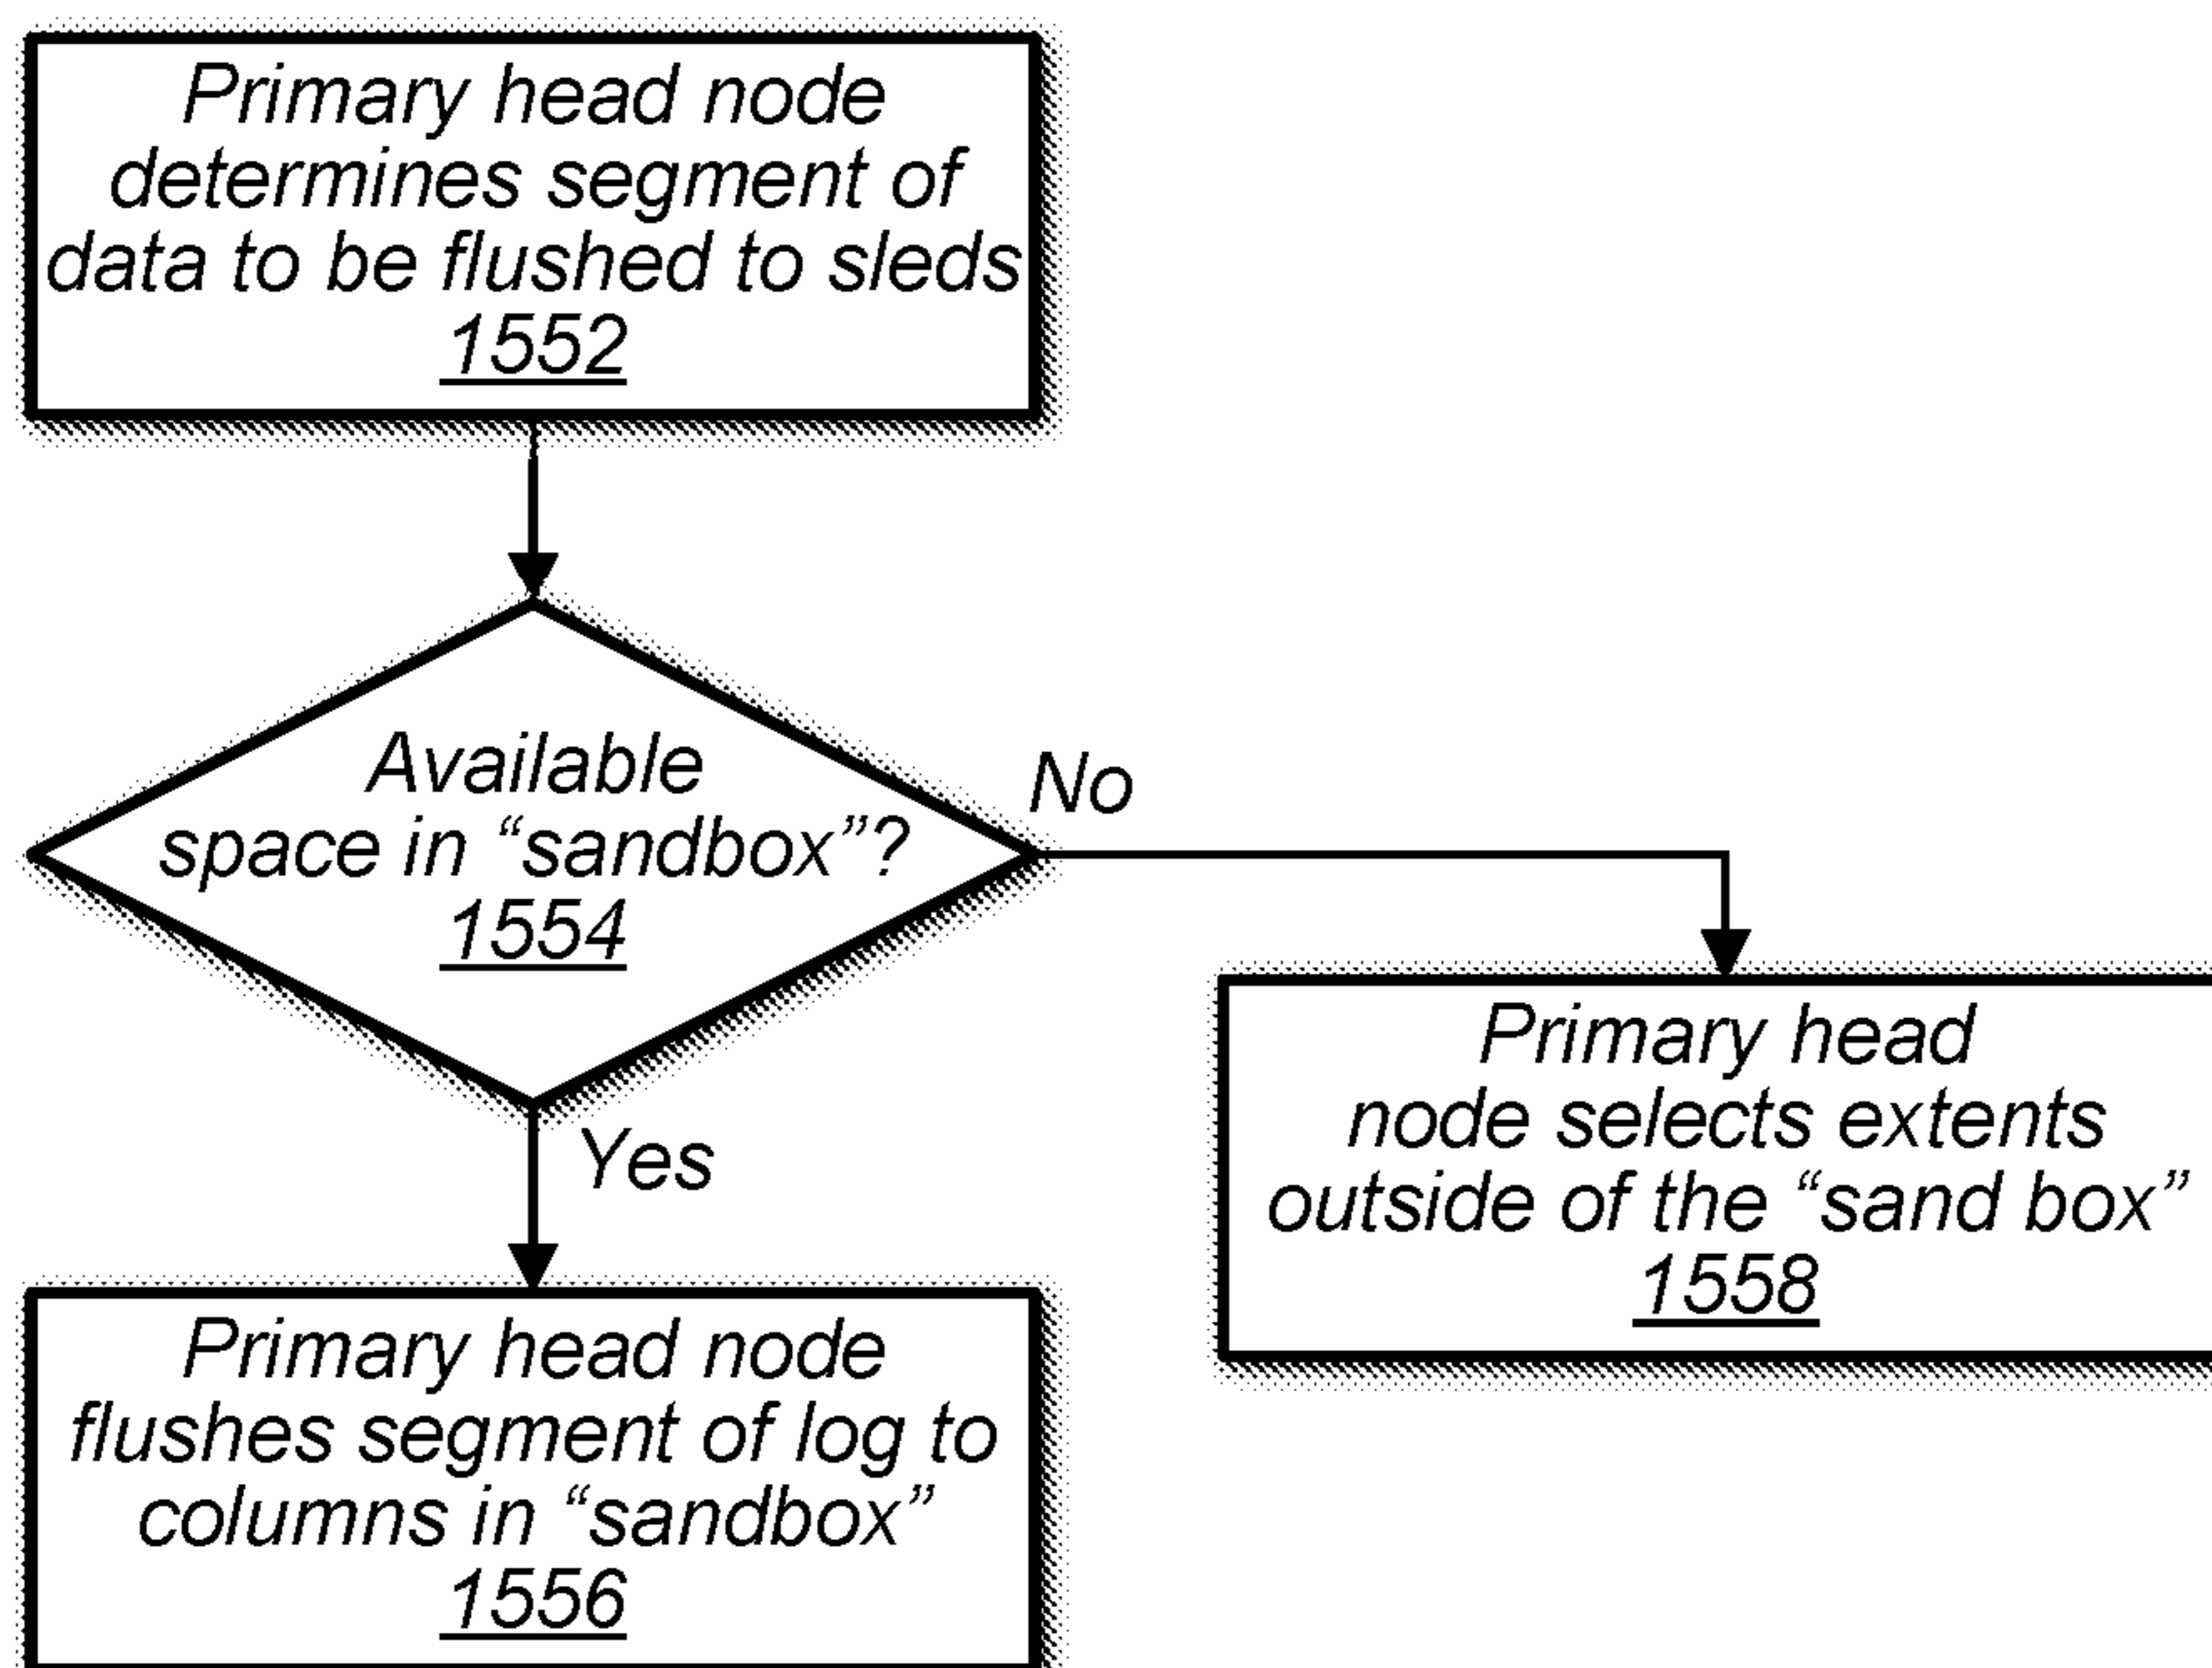 Primary head node
determines segment of
data to be flushed to sleds
1552
Available
space in “sandbox”?
1554
No
Yes
Primary head
node selects extents
outside of the “sand box”
1558
Primary head node
flushes segment of log to
columns in “sandbox”
1556